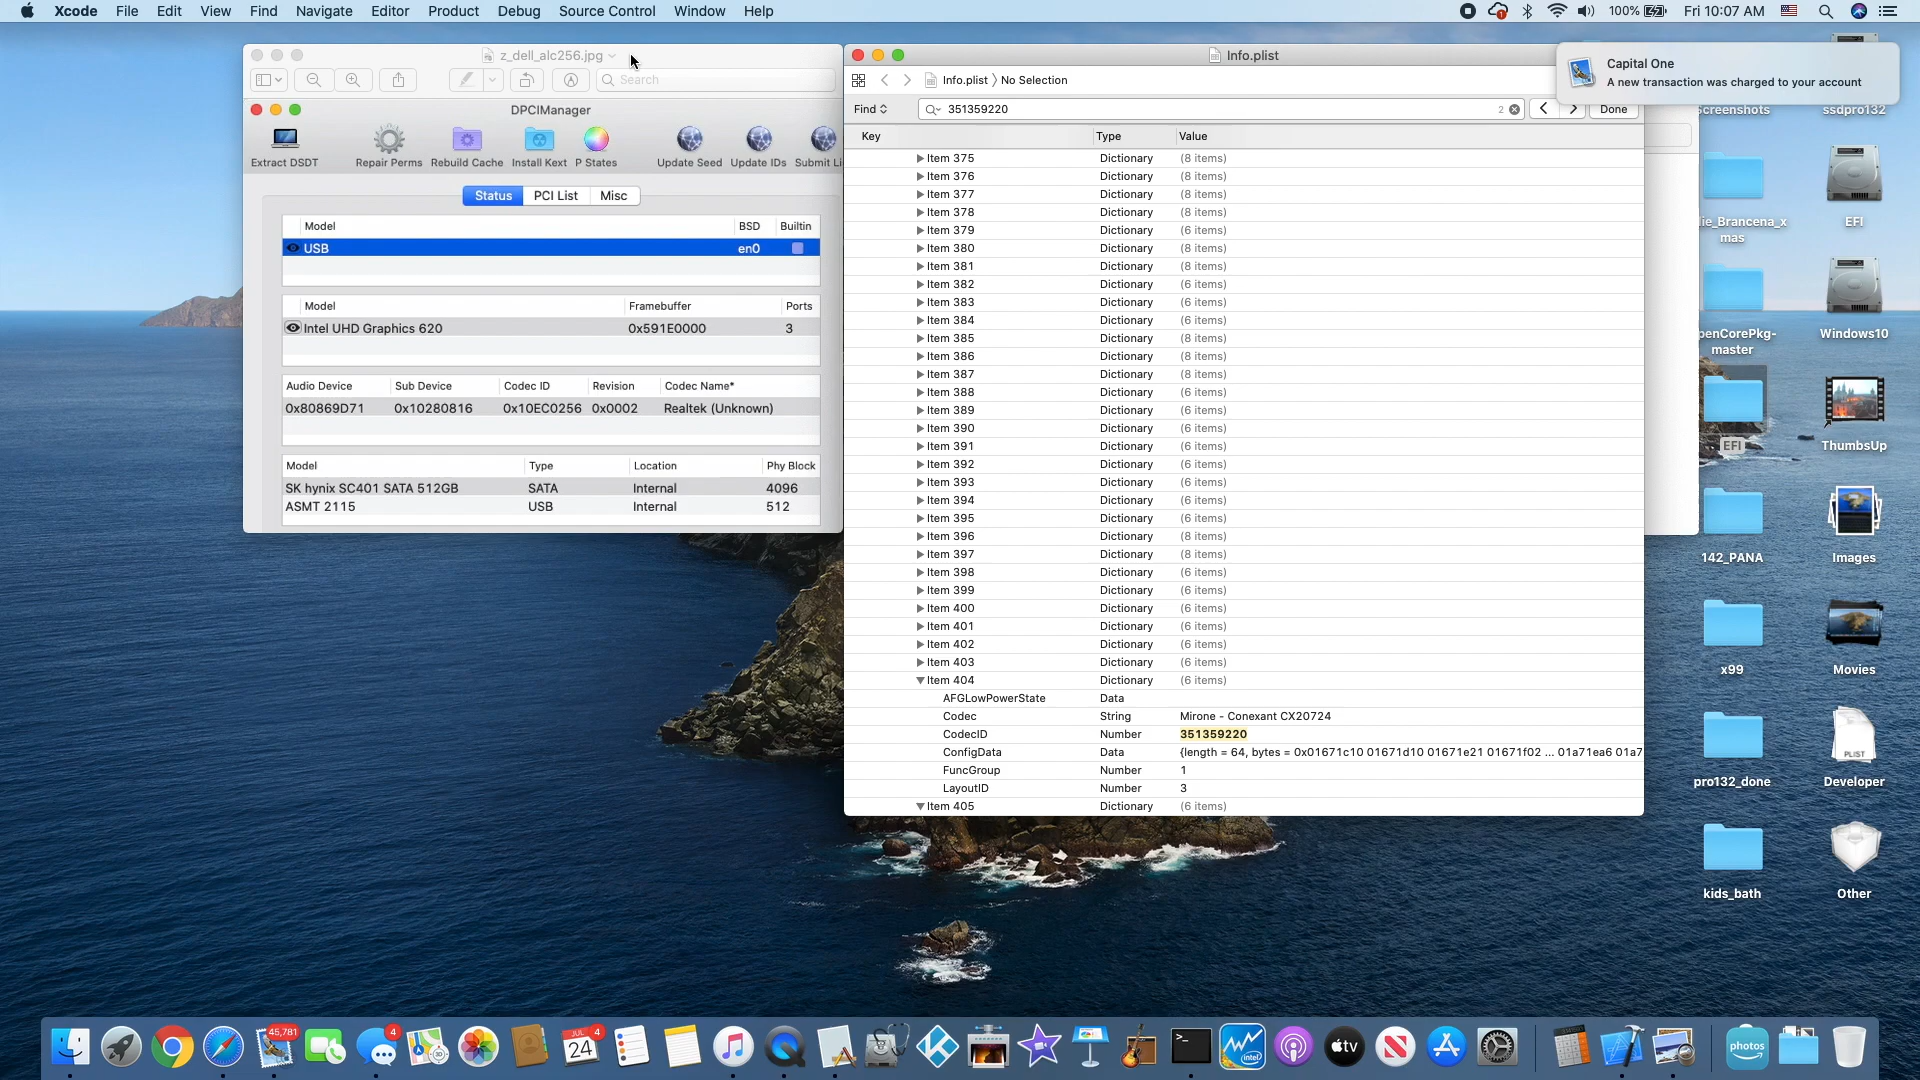 Xcode File Edit View Find Navigate Editor Product Debug Source Control Window Help
100% Fri 10:07 AM
z_dell_alc256.jpg
Search
DPCIManager
Extract DSDT Repair Perms Rebuild Cache Install Kext P States Update Seed Update IDs Submit Li
Status PCI List Misc
Model BSD Builtin
USB en0
Model Framebuffer Ports
Intel UHD Graphics 620 0x591E0000 3
Audio Device Sub Device Codec ID Revision Codec Name*
0x80869D71 0x10280816 0x10EC0256 0x0002 Realtek (Unknown)
Model Type Location Phy Block
SK hynix SC401 SATA 512GB SATA Internal 4096
ASMT 2115 USB Internal 512
Info.plist
Info.plist No Selection
Find 351359220 2 Done
Key Type Value
Item 375 Dictionary (8 items)
Item 376 Dictionary (8 items)
Item 377 Dictionary (8 items)
Item 378 Dictionary (8 items)
Item 379 Dictionary (6 items)
Item 380 Dictionary (8 items)
Item 381 Dictionary (8 items)
Item 382 Dictionary (8 items)
Item 383 Dictionary (6 items)
Item 384 Dictionary (6 items)
Item 385 Dictionary (8 items)
Item 386 Dictionary (8 items)
Item 387 Dictionary (8 items)
Item 388 Dictionary (6 items)
Item 389 Dictionary (6 items)
Item 390 Dictionary (6 items)
Item 391 Dictionary (6 items)
Item 392 Dictionary (6 items)
Item 393 Dictionary (6 items)
Item 394 Dictionary (6 items)
Item 395 Dictionary (6 items)
Item 396 Dictionary (8 items)
Item 397 Dictionary (8 items)
Item 398 Dictionary (6 items)
Item 399 Dictionary (6 items)
Item 400 Dictionary (6 items)
Item 401 Dictionary (6 items)
Item 402 Dictionary (6 items)
Item 403 Dictionary (6 items)
Item 404 Dictionary (6 items)
AFGLowPowerState Data
Codec String Mirone - Conexant CX20724
CodecID Number 351359220
ConfigData Data {length = 64, bytes = 0x01671c10 01671d10 01671e21 01671f02 ... 01a71ea6 01a7
FuncGroup Number 1
LayoutID Number 3
Item 405 Dictionary (6 items)
Capital One
A new transaction was charged to your account
Screenshots
ssdpro132
ie_Brancena_x
mas
EFI
penCorePkg-
master
Windows10
EFI
ThumbsUp
142_PANA
Images
x99
Movies
pro132_done
PLIST
Developer
kids_bath
Other
45,781
4
JUL
24
4
intel
tv
photos